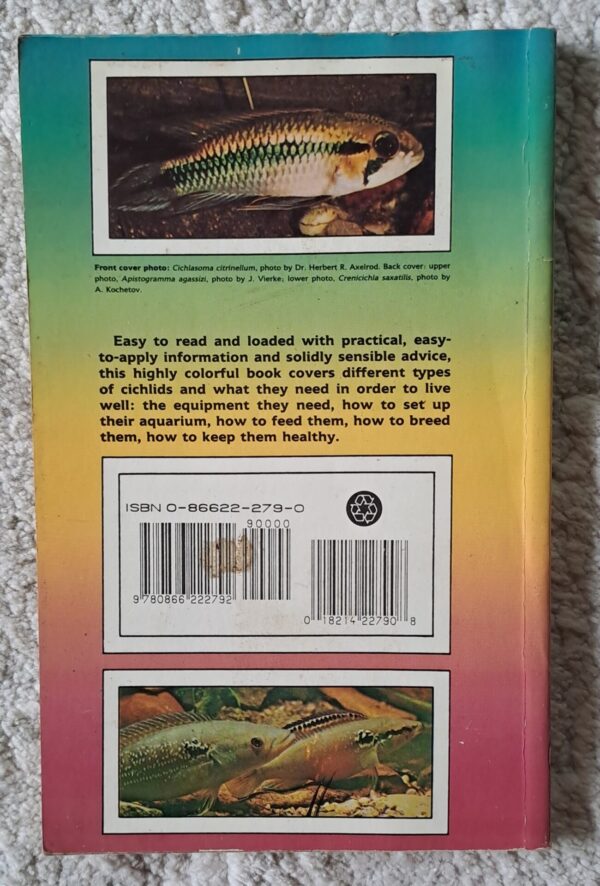 Front cover photo: Cichlasoma citrinellum, photo by Dr. Herbert R. Axelrod. Back cover: upper
photo, Apistogramma agassizi, photo by J. Vierke; lower photo, Crenicichla saxatilis, photo by
A. Kochetov.
Easy to read and loaded with practical, easy-
to-apply information and solidly sensible advice,
this highly colorful book covers different types
of cichlids and what they need in order to live
well: the equipment they need, how to set up
their aquarium, how to feed them, how to breed
them, how to keep them healthy.
ISBN 0-86622-279-0
90000
9 780866 222792
0 18214 22790 8